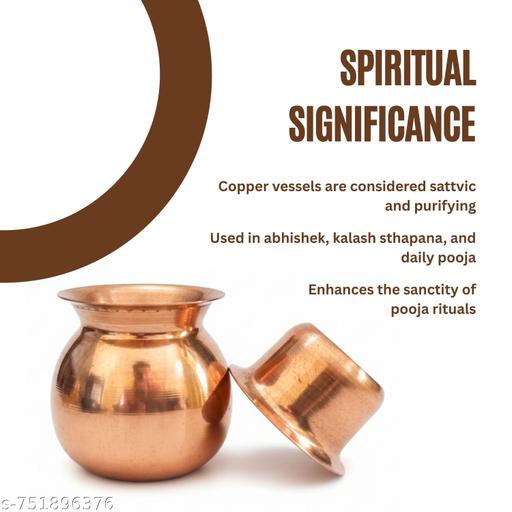 SPIRITUAL
SIGNIFICANCE
Copper vessels are considered sattvic
and purifying
Used in abhishek, kalash sthapana, and
daily pooja
Enhances the sanctity of
pooja rituals
s-751896376